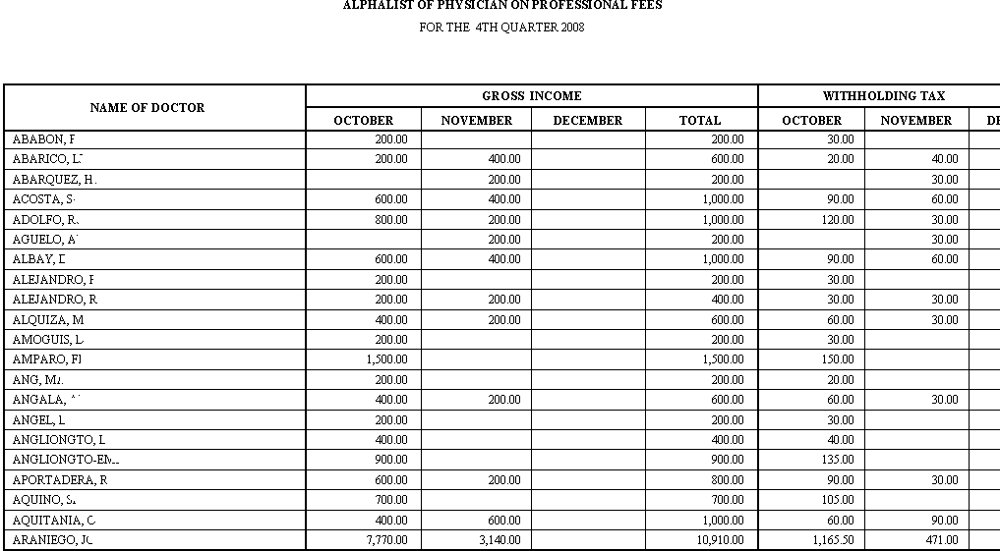 ALPHALIST OF PHYSICIAN ON PROFESSIONAL FEES
FOR THE 4TH QUARTER 2008
NAME OF DOCTOR GROSS INCOME WITHHOLDING TAX
OCTOBER NOVEMBER DECEMBER TOTAL OCTOBER NOVEMBER DE
ABABON, F 200.00 200.00 30.00
ABARICO, L 200.00 400.00 600.00 20.00 40.00
ABARQUEZ, H. 200.00 200.00 30.00
ACOSTA, S 600.00 400.00 1,000.00 90.00 60.00
ADOLFO, R. 800.00 200.00 1,000.00 120.00 30.00
AGUELO, A 200.00 200.00 30.00
ALBAY, 600.00 400.00 1,000.00 90.00 60.00
ALEJANDRO, F 200.00 200.00 30.00
ALEJANDRO, R 200.00 200.00 400.00 30.00 30.00
ALQUIZA, M 400.00 200.00 600.00 60.00 30.00
AMOGUIS, L 200.00 200.00 30.00
AMPARO, 1,500.00 1,500.00 150.00
ANG, 200.00 200.00 20.00
ANGALA, 400.00 200.00 600.00 60.00 30.00
ANGEL, L 200.00 200.00 30.00
ANGLIONGTO, L 400.00 400.00 40.00
ANGLIONGTO- 900.00 900.00 135.00
APORTADERA, R 600.00 200.00 800.00 90.00 30.00
AQUINO, 700.00 700.00 105.00
AQUITANIA, 400.00 600.00 1,000.00 60.00 90.00
ARANIEGO, 7,770.00 3,140.00 10,910.00 1,165.50 471.00